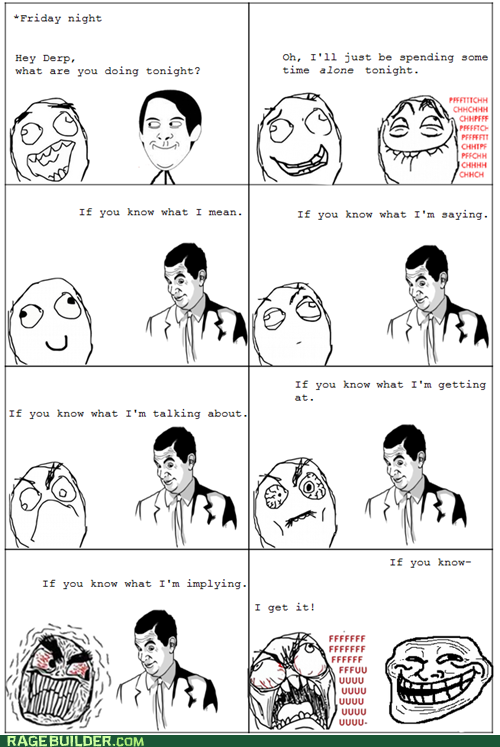 *Friday night
Hey Derp,
what are you doing tonight?
Oh, I'll just be spending some
time alone tonight.
PFFFTTTCHH
CHHCHHH
CHHPFFF
PFFFFTCH
PFFFFFTT
CHHTPF
PFFCHH
CHHHH
CHHCH
If you know what I mean.
If you know what I'm saying.
If you know what I'm talking about.
If you know what I'm getting
at.
If you know what I'm implying.
If you know-
I get it!
FFFFFFF
FFFFFFF
FFFFFF
FFFUU
UUUU
UUUU
UUUU
UUUU
UUUU-
RAGEBUILDER.COM